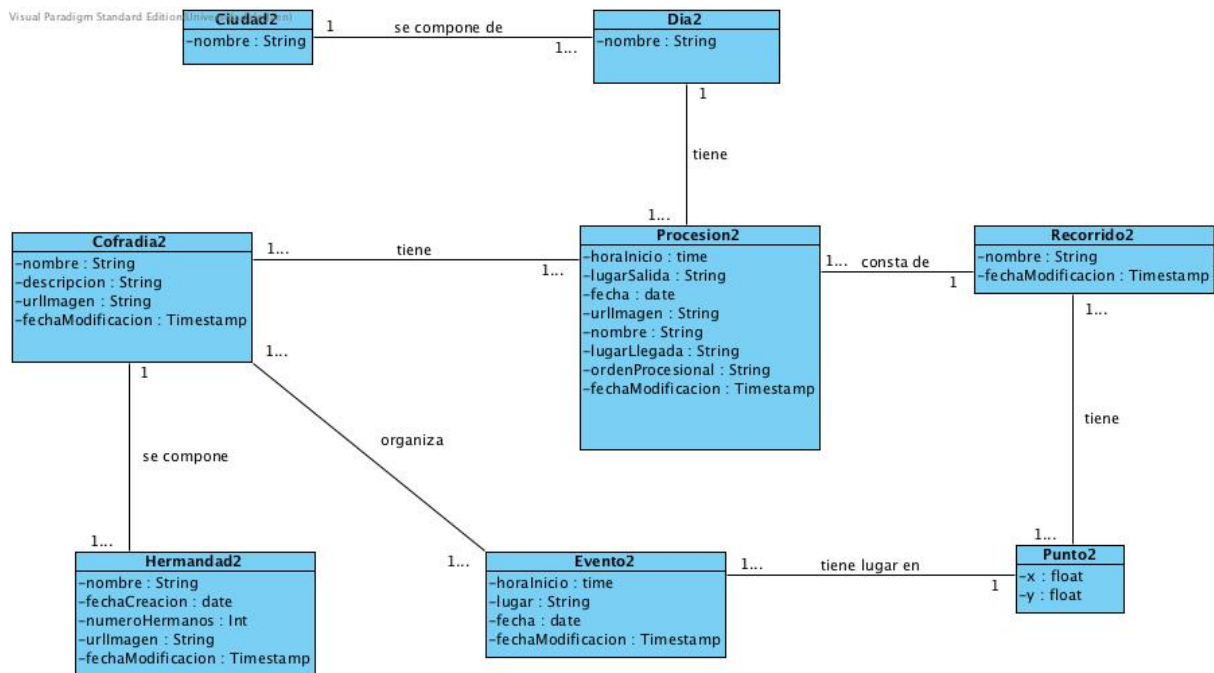 Visual Paradigm Standard Edition
Ciudad2
-nombre : String
1
se compone de
1...
Dia2
-nombre : String
1
tiene
1...
Cofradia2
-nombre : String
-descripcion : String
-urlImagen : String
-fechaModificacion : Timestamp
1...
tiene
1...
Procesion2
-horaInicio : time
-lugarSalida : String
-fecha : date
-urlImagen : String
-nombre : String
-lugarLlegada : String
-ordenProcesional : String
-fechaModificacion : Timestamp
1...
consta de
1
Recorrido2
-nombre : String
-fechaModificacion : Timestamp
1...
tiene
1...
1
se compone
1...
1...
organiza
1...
Hermandad2
-nombre : String
-fechaCreacion : date
-numeroHermanos : Int
-urlImagen : String
-fechaModificacion : Timestamp
Evento2
-horaInicio : time
-lugar : String
-fecha : date
-fechaModificacion : Timestamp
1...
tiene lugar en
1
Punto2
-x : float
-y : float